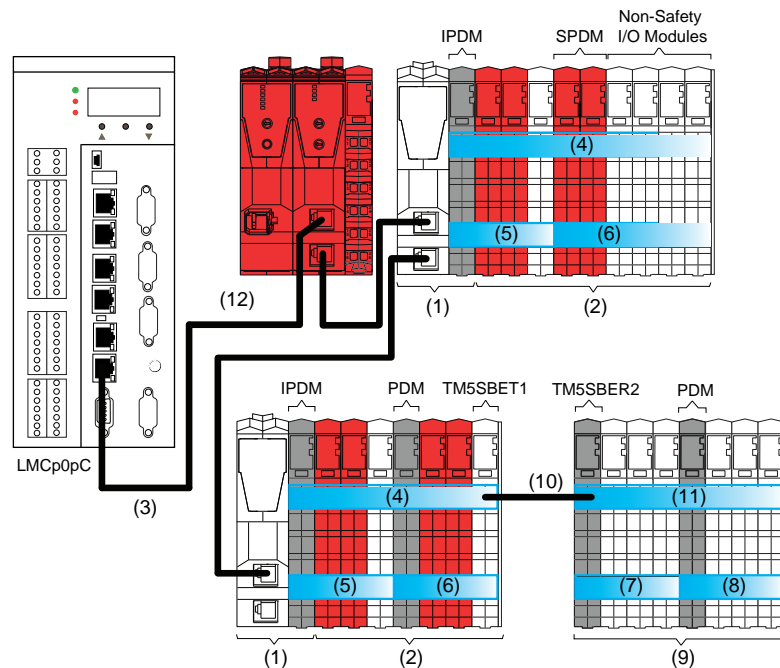 Non-Safety
IPDM SPDM I/O Modules
(4)
(5) (6)
(12) (1) (2)
IPDM PDM TM5SBET1 TM5SBER2 PDM
LMCp0pC
(3) (4) (10) (11)
(5) (6) (7) (8)
(1) (2) (9)